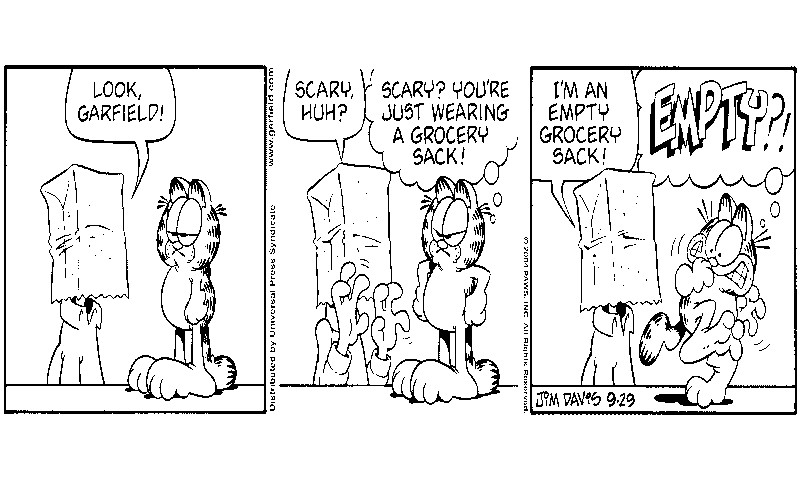 LOOK,
GARFIELD!
www.garfield.com
Distributed by Universal Press Syndicate
SCARY,
HUH?
SCARY? YOU'RE
JUST WEARING
A GROCERY
SACK!
I'M AN
EMPTY
GROCERY
SACK!
EMPTY?!
PAWS, INC. All Rights Reserved.
JIM DAVIS 9·29